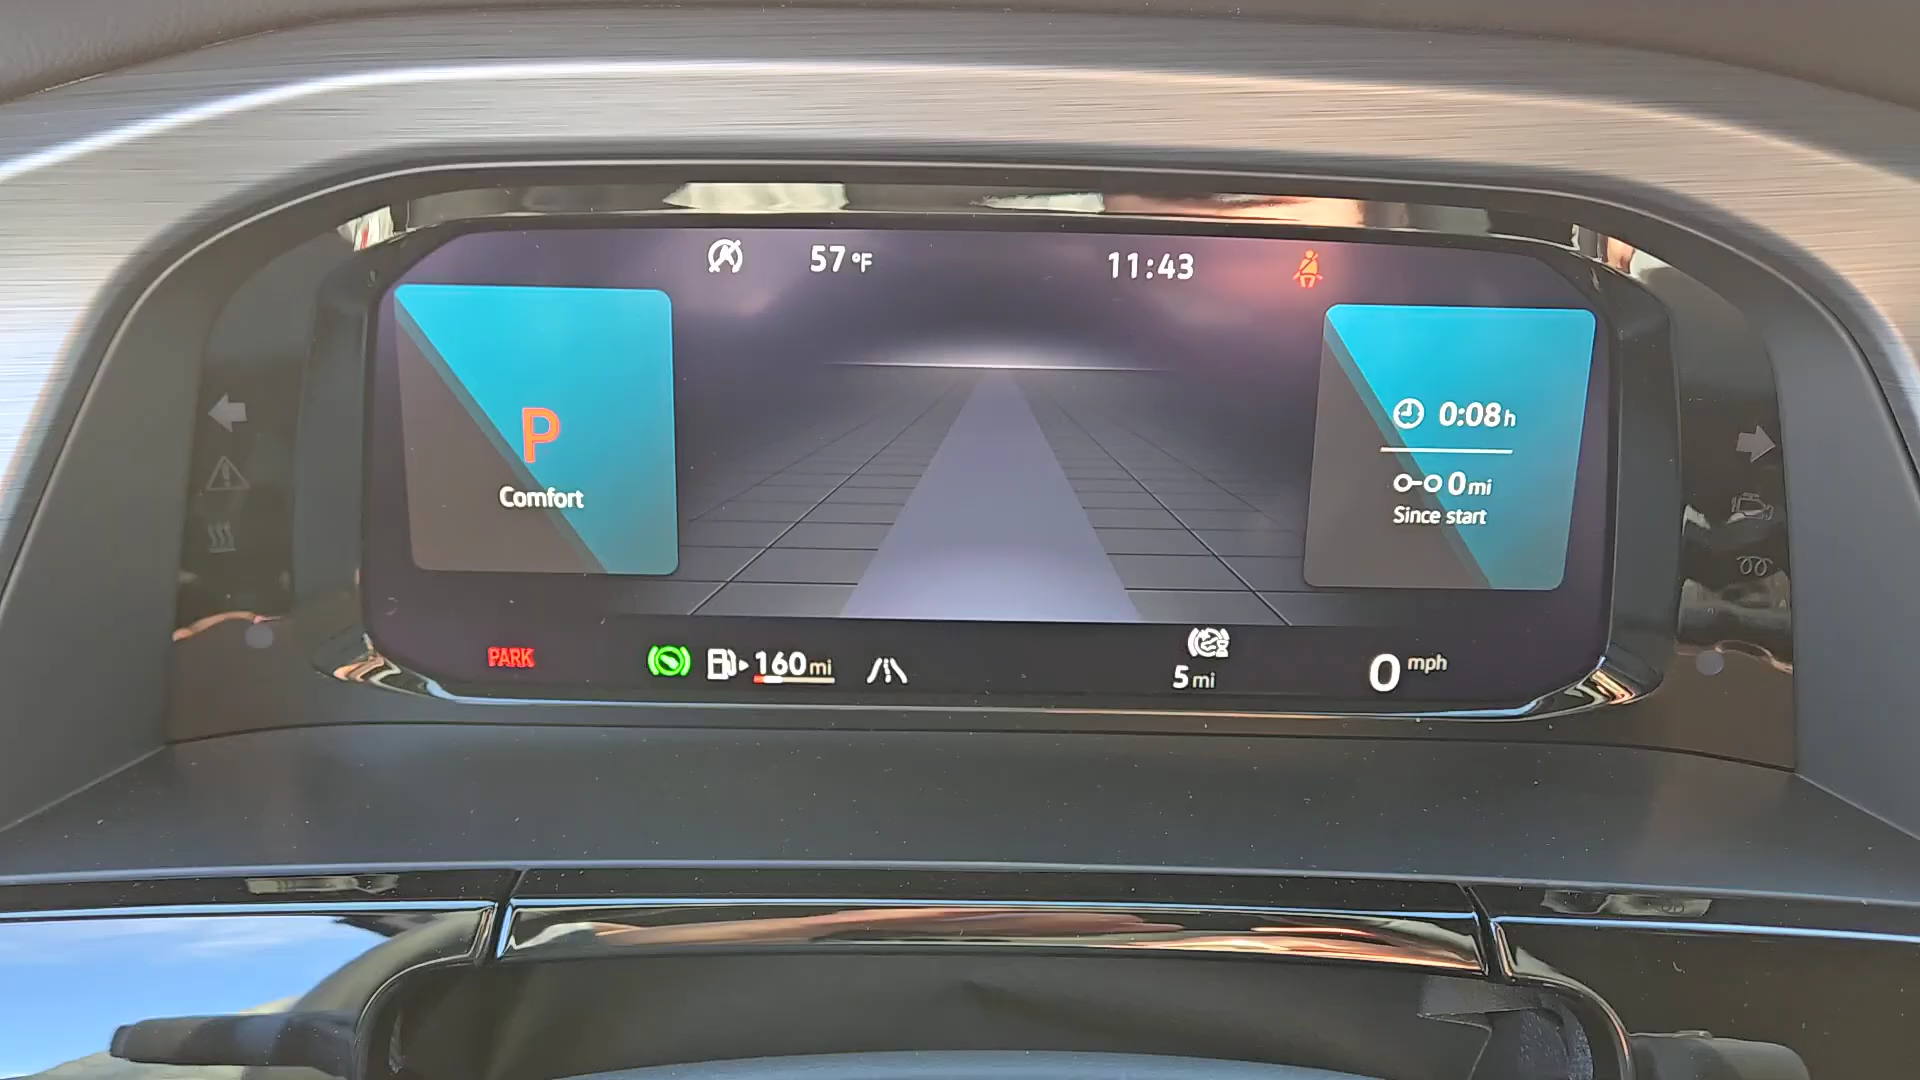 57 °F
11:43
P
Comfort
0:08 h
0 mi
Since start
PARK
160 mi
5 mi
0 mph